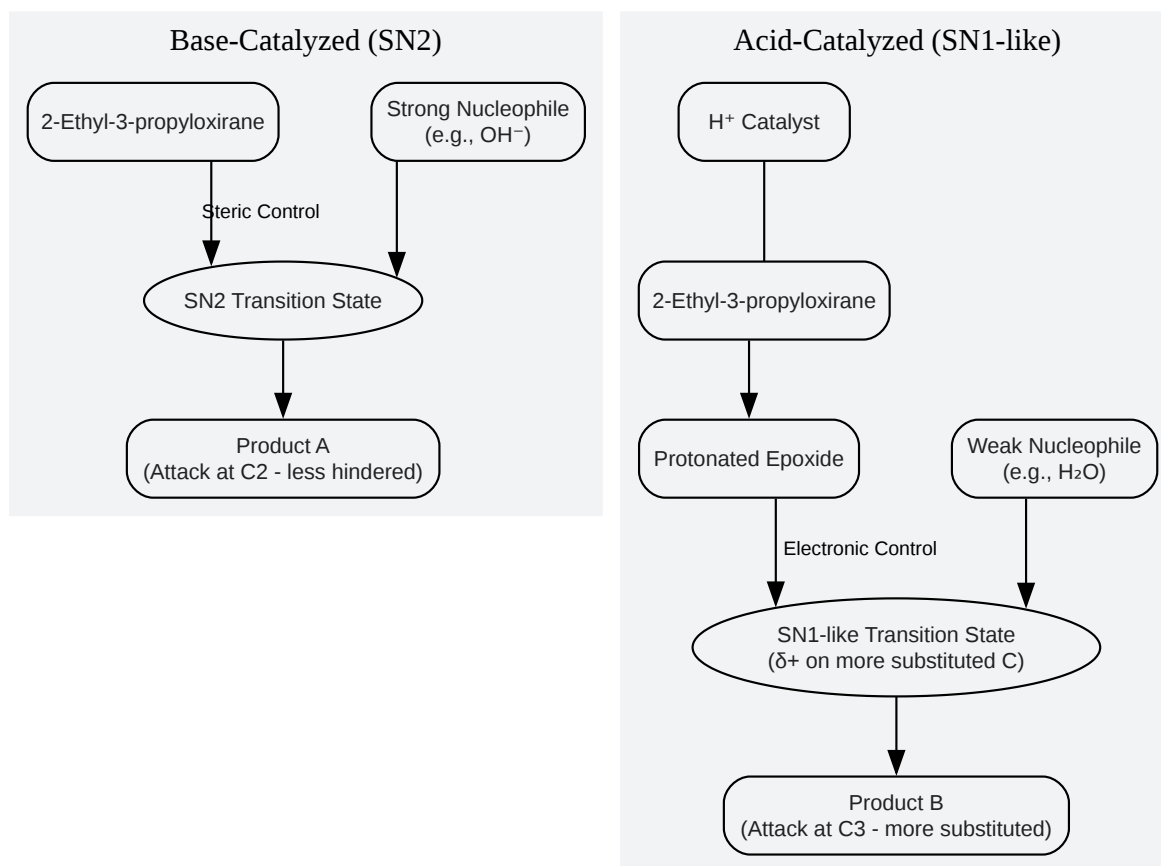 Base-Catalyzed (SN2)
2-Ethyl-3-propyloxirane
Strong Nucleophile
(e.g., OH⁻)
Steric Control
SN2 Transition State
Product A
(Attack at C2 - less hindered)
Acid-Catalyzed (SN1-like)
H⁺ Catalyst
2-Ethyl-3-propyloxirane
Protonated Epoxide
Weak Nucleophile
(e.g., H₂O)
Electronic Control
SN1-like Transition State
(δ+ on more substituted C)
Product B
(Attack at C3 - more substituted)